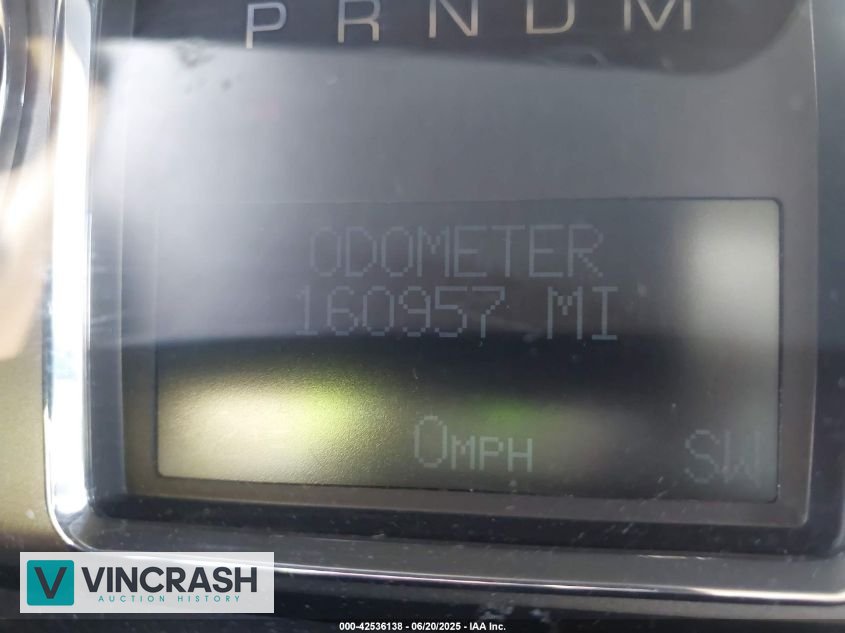 P R N D M
ODOMETER
160957 MI
0MPH SW
VINCRASH
AUCTION HISTORY
000-42536138 - 06/20/2025 - IAA Inc.